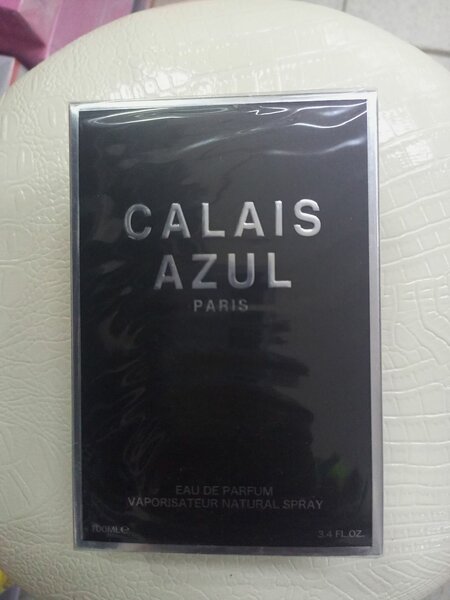 CALAIS
AZUL
PARIS
EAU DE PARFUM
VAPORISATEUR NATURAL SPRAY
100ML℮ 3.4 FL.OZ.